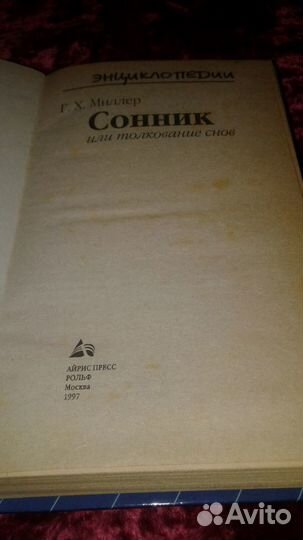 ЭНЦИКЛОПЕДИИ
Г. Х. Миллер
Сонник
или толкование снов
АЙРИС ПРЕСС
РОЛЬФ
Москва
1997
Avito